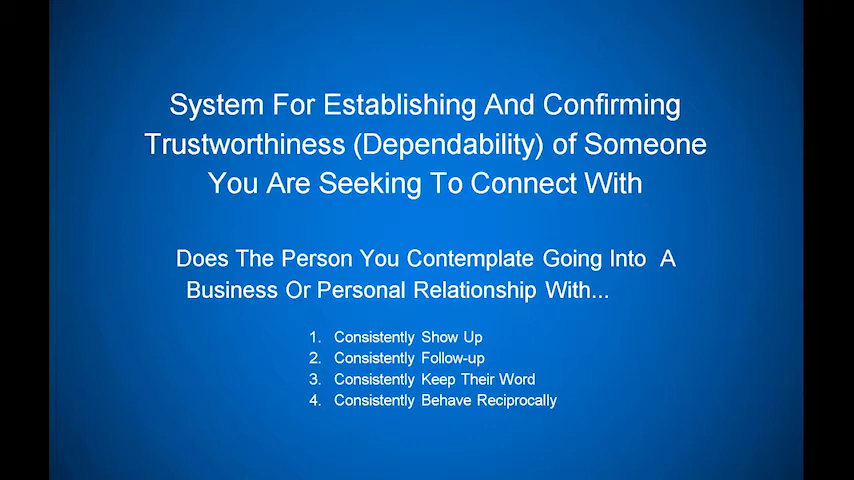 System For Establishing And Confirming
Trustworthiness (Dependability) of Someone
You Are Seeking To Connect With
Does The Person You Contemplate Going Into A
Business Or Personal Relationship With...
1. Consistently Show Up
2. Consistently Follow-up
3. Consistently Keep Their Word
4. Consistently Behave Reciprocally